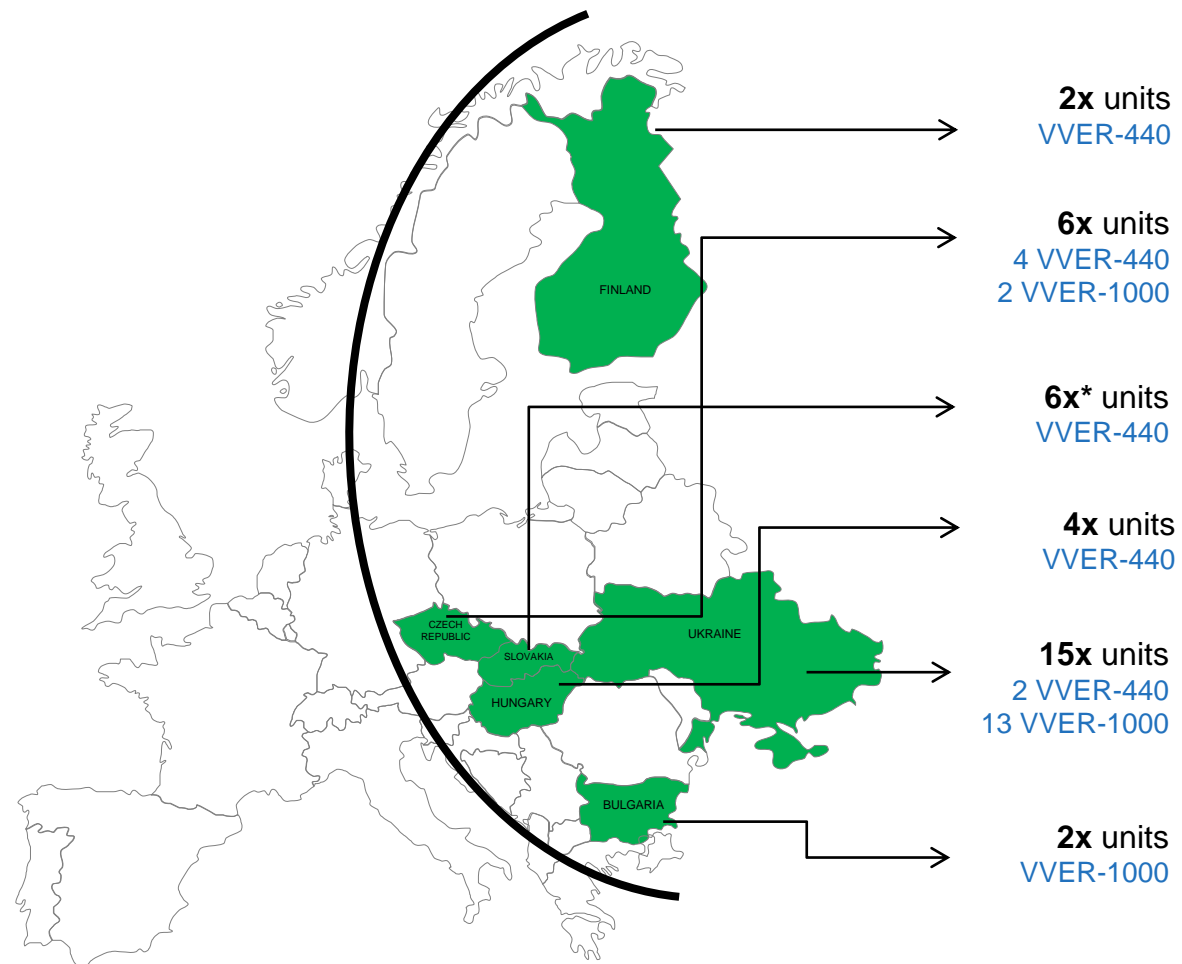 2x units
VVER-440
6x units
4 VVER-440
2 VVER-1000
FINLAND
6x* units
VVER-440
4x units
VVER-440
CZECH
REPUBLIC
UKRAINE
SLOVAKIA
15x units
2 VVER-440
13 VVER-1000
HUNGARY
BULGARIA
2x units
VVER-1000